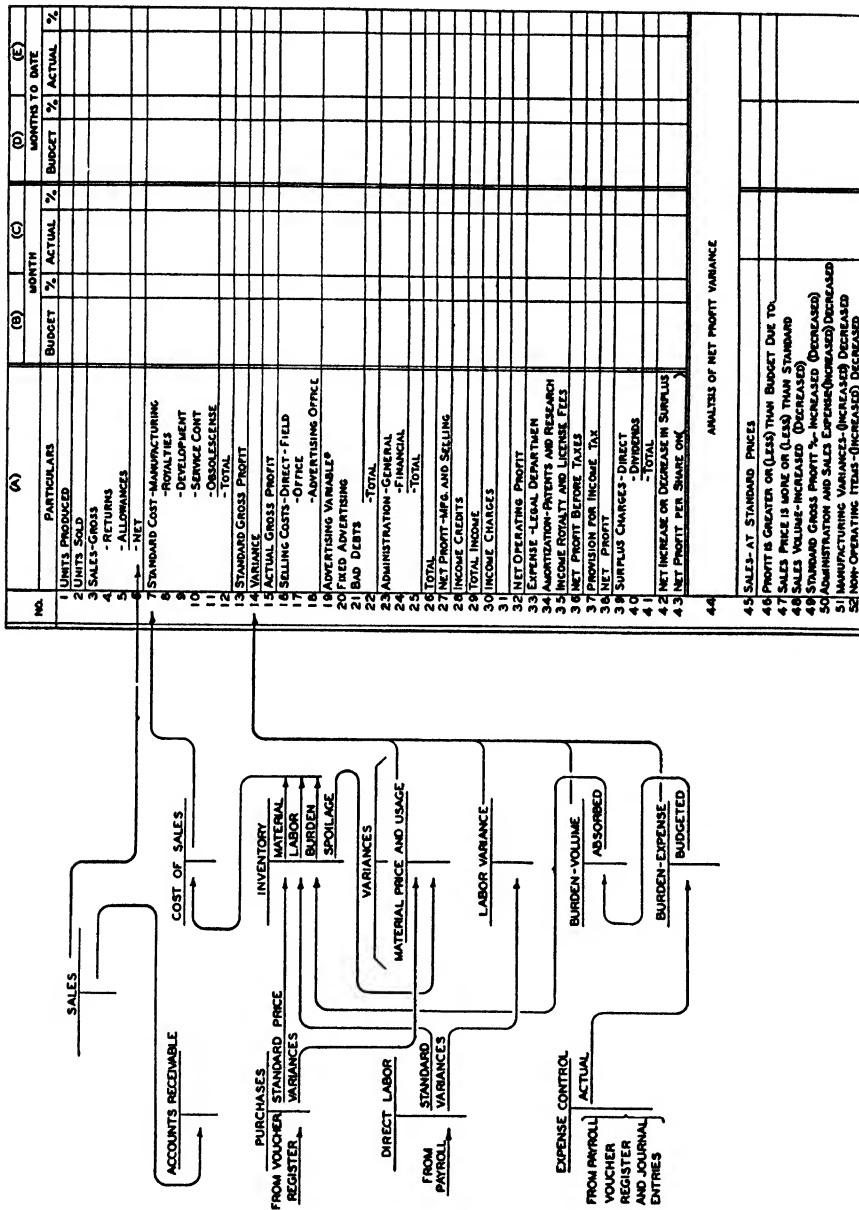 SALES
ACCOUNTS RECEIVABLE
COST OF SALES
PURCHASES
FROM VOUCHER REGISTER
STANDARD PRICE
VARIANCES
INVENTORY
MATERIAL
LABOR
BURDEN
SPOILAGE
VARIANCES
MATERIAL PRICE AND USAGE
DIRECT LABOR
FROM PAYROLL
STANDARD
VARIANCES
LABOR VARIANCE
BURDEN-VOLUME
ABSORBED
EXPENSE CONTROL
FROM PAYROLL
VOUCHER
REGISTER
AND JOURNAL
ENTRIES
ACTUAL
BURDEN-EXPENSE
BUDGETED
(A) (B) (C) (D) (E)
NO. PARTICULARS MONTH MONTHS TO DATE
BUDGET % ACTUAL % BUDGET % ACTUAL %
1 UNITS PRODUCED
2 UNITS SOLD
3 SALES-GROSS
4 -RETURNS
5 -ALLOWANCES
6 -NET
7 STANDARD COST-MANUFACTURING
8 -ROYALTIES
9 -DEVELOPMENT
10 -SERVICE CONT
11 -OBSOLESCENSE
12 -TOTAL
13 STANDARD GROSS PROFIT
14 VARIANCE
15 ACTUAL GROSS PROFIT
16 SELLING COSTS-DIRECT-FIELD
17 -OFFICE
18 -ADVERTISING OFFICE
19 ADVERTISING VARIABLE
20 FIXED ADVERTISING
21 BAD DEBTS
22 -TOTAL
23 ADMINISTRATION-GENERAL
24 -FINANCIAL
25 -TOTAL
26 TOTAL
27 NET PROFIT-MFG. AND SELLING
28 INCOME CREDITS
29 TOTAL INCOME
30 INCOME CHARGES
31
32 NET OPERATING PROFIT
33 EXPENSE-LEGAL DEPARTMEN
34 AMORTIZATION-PATENTS AND RESEARCH
35 INCOME ROYALTY AND LICENSE FEES
36 NET PROFIT BEFORE TAXES
37 PROVISION FOR INCOME TAX
38 NET PROFIT
39 SURPLUS CHARGES-DIRECT
40 -DIVIDENDS
41 -TOTAL
42 NET INCREASE OR DECREASE IN SURPLUS
43 NET PROFIT PER SHARE ON( )
44 ANALYSIS OF NET PROFIT VARIANCE
45 SALES-AT STANDARD PRICES
46 PROFIT IS GREATER OR (LESS) THAN BUDGET DUE TO
47 SALES PRICE IS MORE OR (LESS) THAN STANDARD
48 SALES VOLUME-INCREASED (DECREASED)
49 STANDARD GROSS PROFIT %-INCREASED (DECREASED)
50 ADMINISTRATION AND SALES EXPENSE-(INCREASED) DECREASED
51 MANUFACTURING VARIANCES-(INCREASED) DECREASED
52 NON-OPERATING ITEMS-(INCREASED) DECREASED